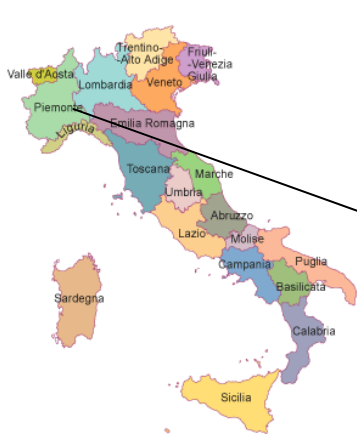 Trentino-
-Alto Adige
Friuli-
-Venezia
Giulia
Valle d'Aosta
Lombardia
Veneto
Piemonte
Emilia Romagna
Liguria
Toscana
Marche
Umbria
Abruzzo
Lazio
Molise
Campania
Puglia
Basilicata
Sardegna
Calabria
Sicilia